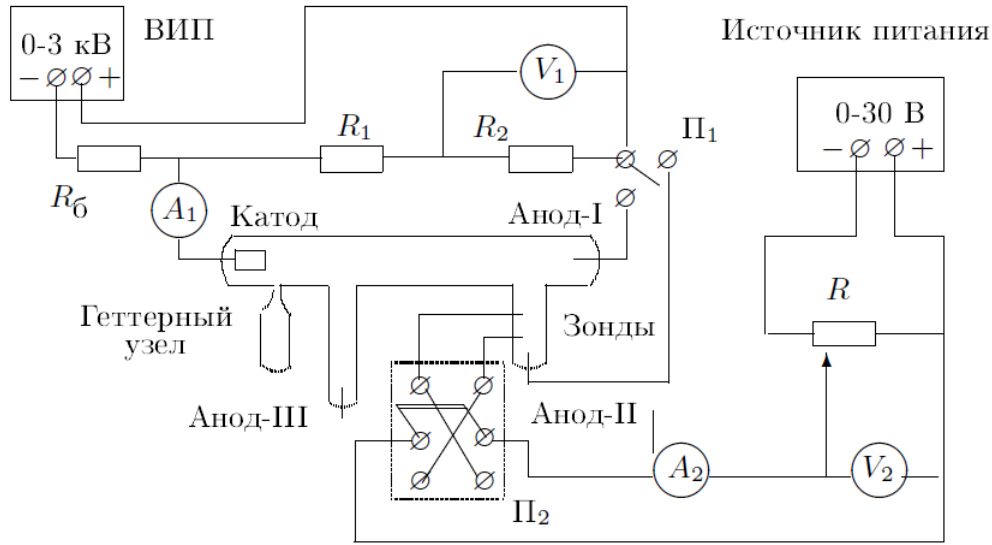 ВИП
Источник питания
0-3 кВ
− +
V₁
0-30 В
− +
R₁
R₂
П₁
Rб
A₁
Катод
Анод-I
R
Геттерный
узел
Зонды
Анод-III
Анод-II
A₂
V₂
П₂